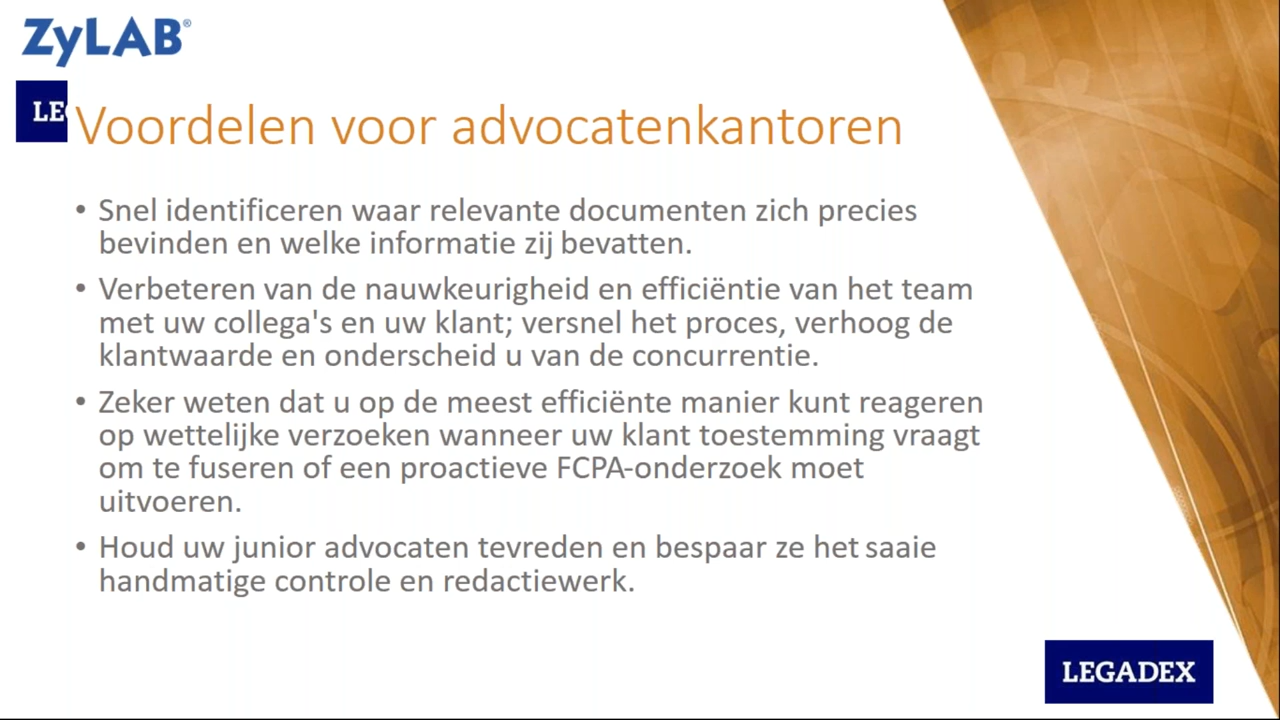 ZyLAB®
LE
Voordelen voor advocatenkantoren
• Snel identificeren waar relevante documenten zich precies
bevinden en welke informatie zij bevatten.
• Verbeteren van de nauwkeurigheid en efficiëntie van het team
met uw collega's en uw klant; versnel het proces, verhoog de
klantwaarde en onderscheid u van de concurrentie.
• Zeker weten dat u op de meest efficiënte manier kunt reageren
op wettelijke verzoeken wanneer uw klant toestemming vraagt
om te fuseren of een proactieve FCPA-onderzoek moet
uitvoeren.
• Houd uw junior advocaten tevreden en bespaar ze het saaie
handmatige controle en redactiewerk.
LEGADEX